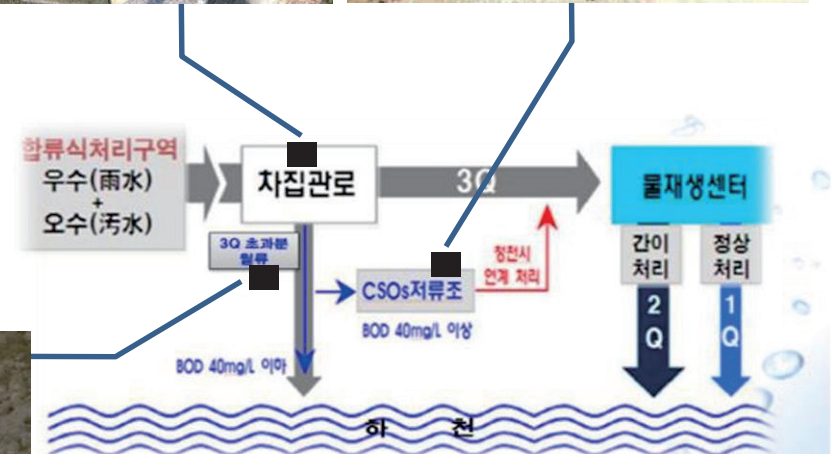 합류식처리구역
우수(雨水)
+
오수(汚水)
차집관로
3Q
물재생센터
3Q 초과분
월류
CSOs저류조
BOD 40mg/L 이상
청천시
연계 처리
간이
처리
정상
처리
2
Q
1
Q
BOD 40mg/L 이하
하 천